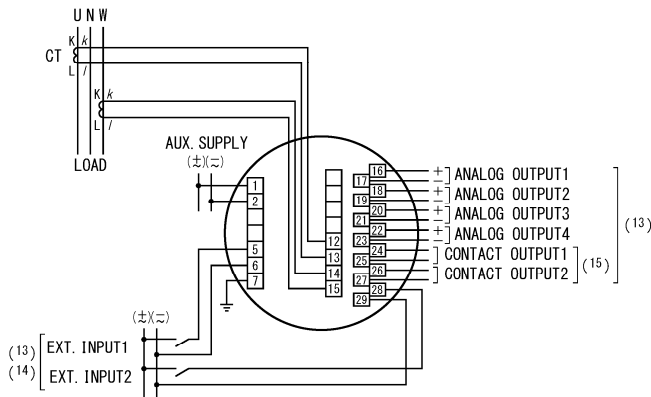 U N W
K k
CT
L l
K k
L l
LOAD
AUX. SUPPLY
(±)(∓)
1
2
5
6
7
12
13
14
15
16
17
18
19
20
21
22
23
24
25
26
27
28
29
+
− ANALOG OUTPUT1
+
− ANALOG OUTPUT2
+
− ANALOG OUTPUT3
+
− ANALOG OUTPUT4
CONTACT OUTPUT1
CONTACT OUTPUT2
(15)
(13)
(±)(∓)
(13) EXT. INPUT1
(14) EXT. INPUT2